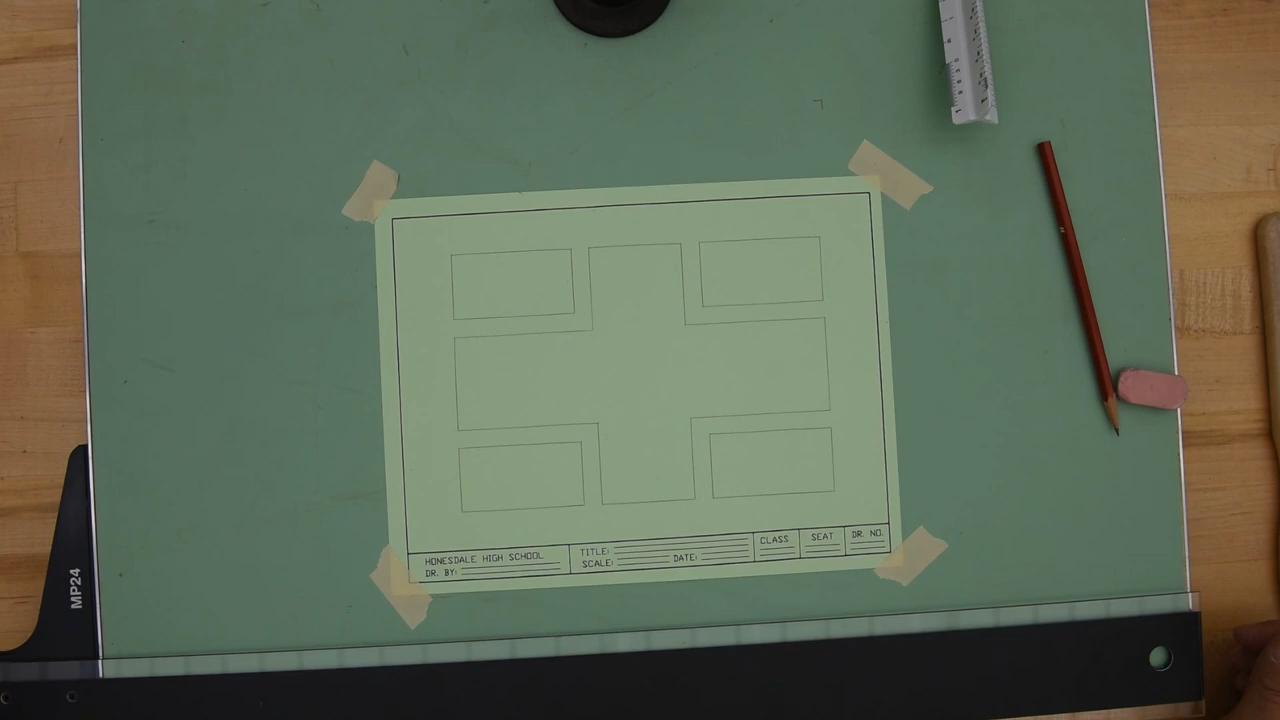 HONESDALE HIGH SCHOOL
DR. BY:
TITLE:
SCALE: DATE:
CLASS
SEAT
DR. NO.
MP24